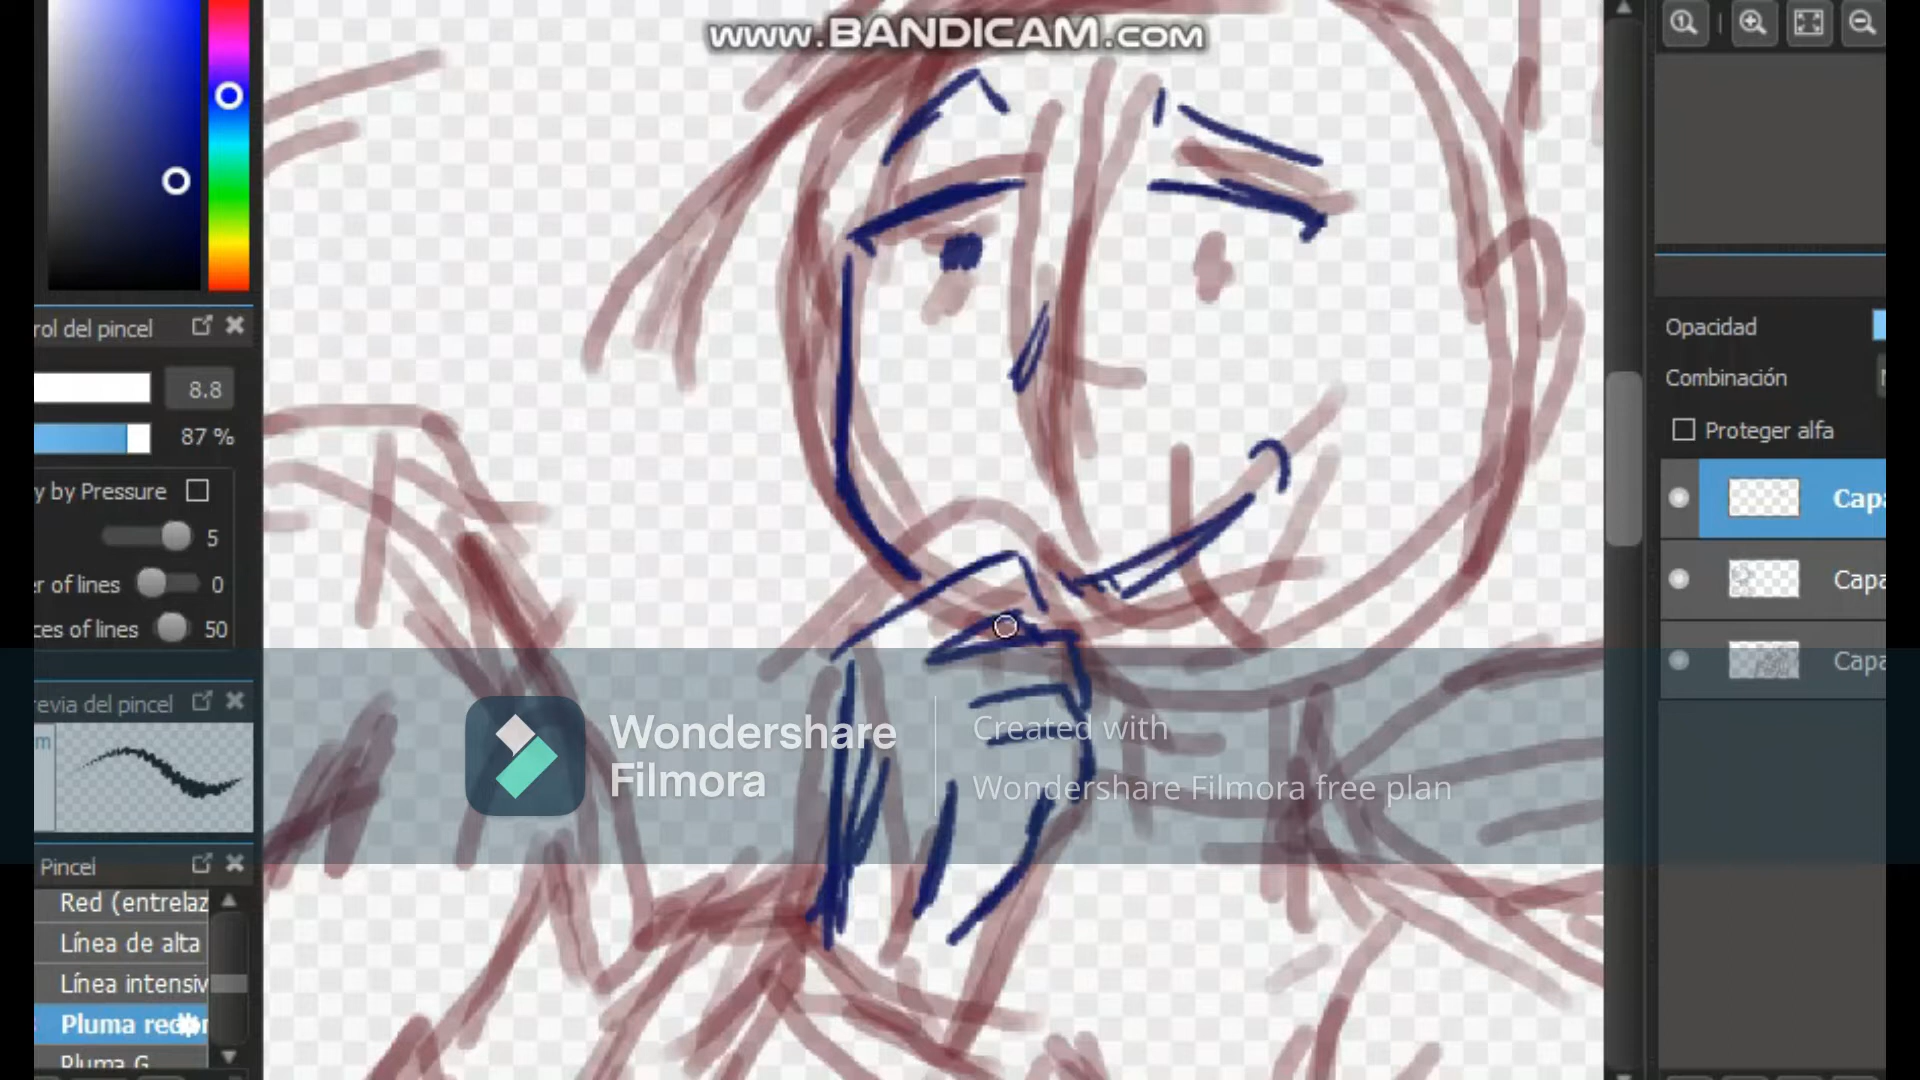 www.BANDICAM.com
rol del pincel
8.8
87 %
y by Pressure
5
er of lines
0
ces of lines
50
revia del pincel
m
Pincel
Red (entrelaz
Línea de alta
Línea intensiv
Pluma
Pluma G
Opacidad
Combinación
Proteger alfa
Capa
Capa
Capa
Wondershare
Filmora
Created with
Wondershare Filmora free plan